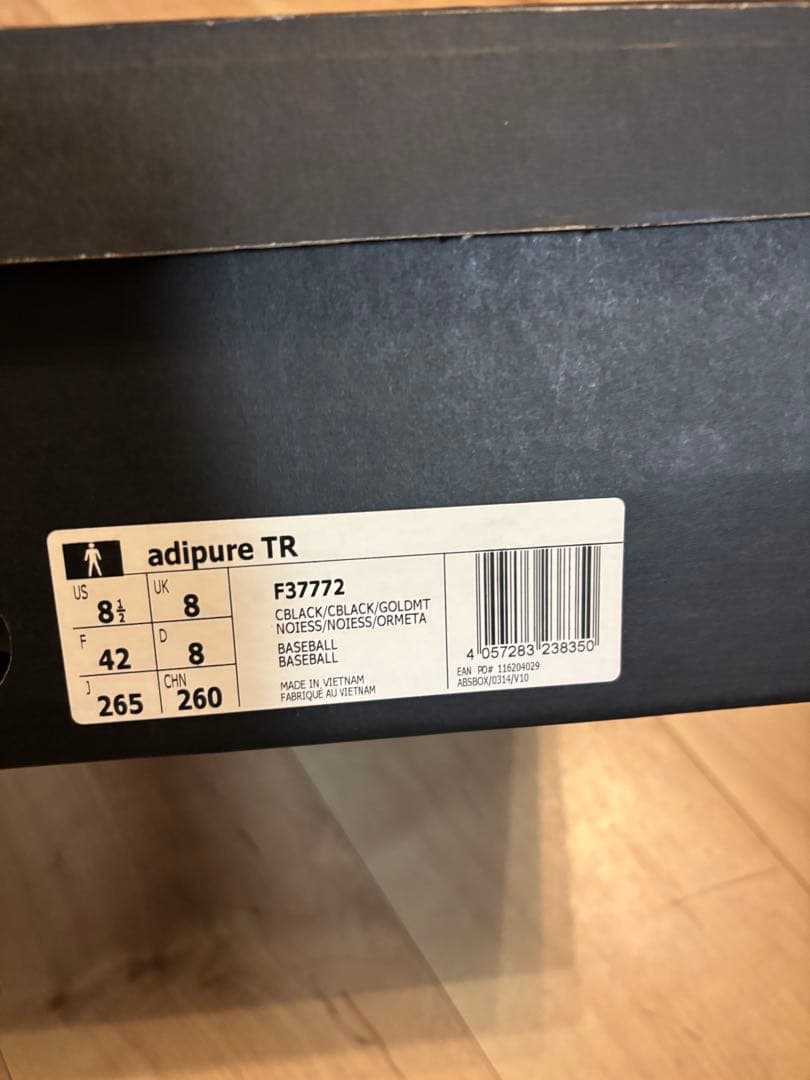 adipure TR
US 8½ UK 8
F 42 D 8
J 265 CHN 260
F37772
CBLACK/CBLACK/GOLDMT
NOIESS/NOIESS/ORMETA
BASEBALL
BASEBALL
MADE IN VIETNAM
FABRIQUÉ AU VIETNAM
4 057283 238350
EAN PO# 116204029
ABSBOX/0314/V10